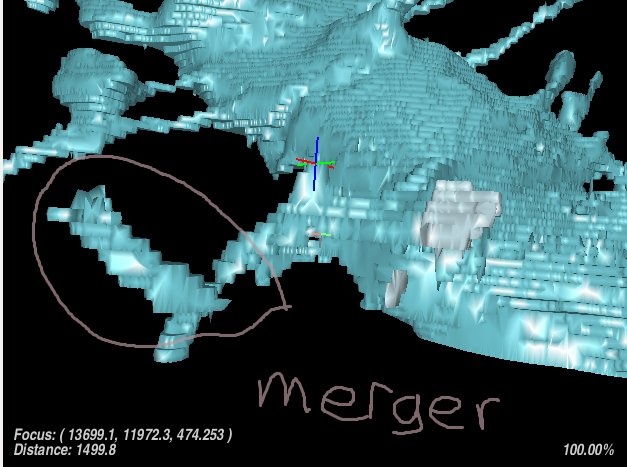 merger
Focus: ( 13699.1, 11972.3, 474.253 )
Distance: 1499.8
100.00%